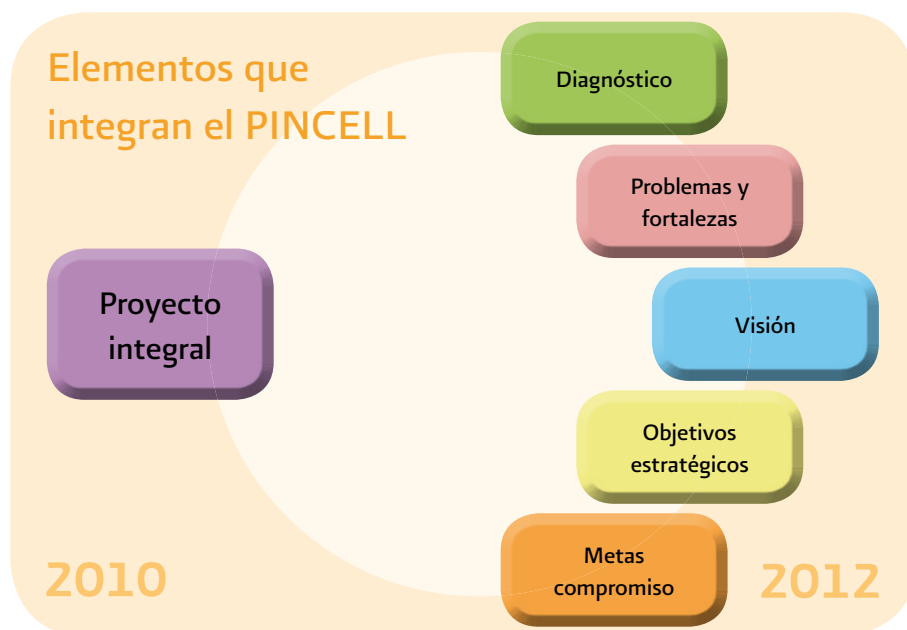 Elementos que
integran el PINCELL
Diagnóstico
Problemas y
fortalezas
Proyecto
integral
Visión
Objetivos
estratégicos
Metas
compromiso
2010
2012